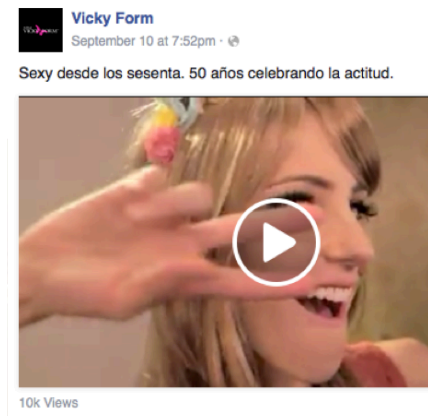 Vicky Form
September 10 at 7:52pm ·
Sexy desde los sesenta. 50 años celebrando la actitud.
10k Views